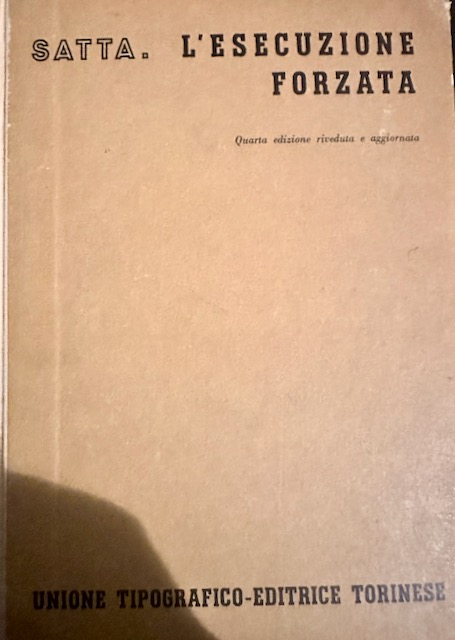 SATTA. L'ESECUZIONE
FORZATA
Quarta edizione riveduta e aggiornata
UNIONE TIPOGRAFICO-EDITRICE TORINESE